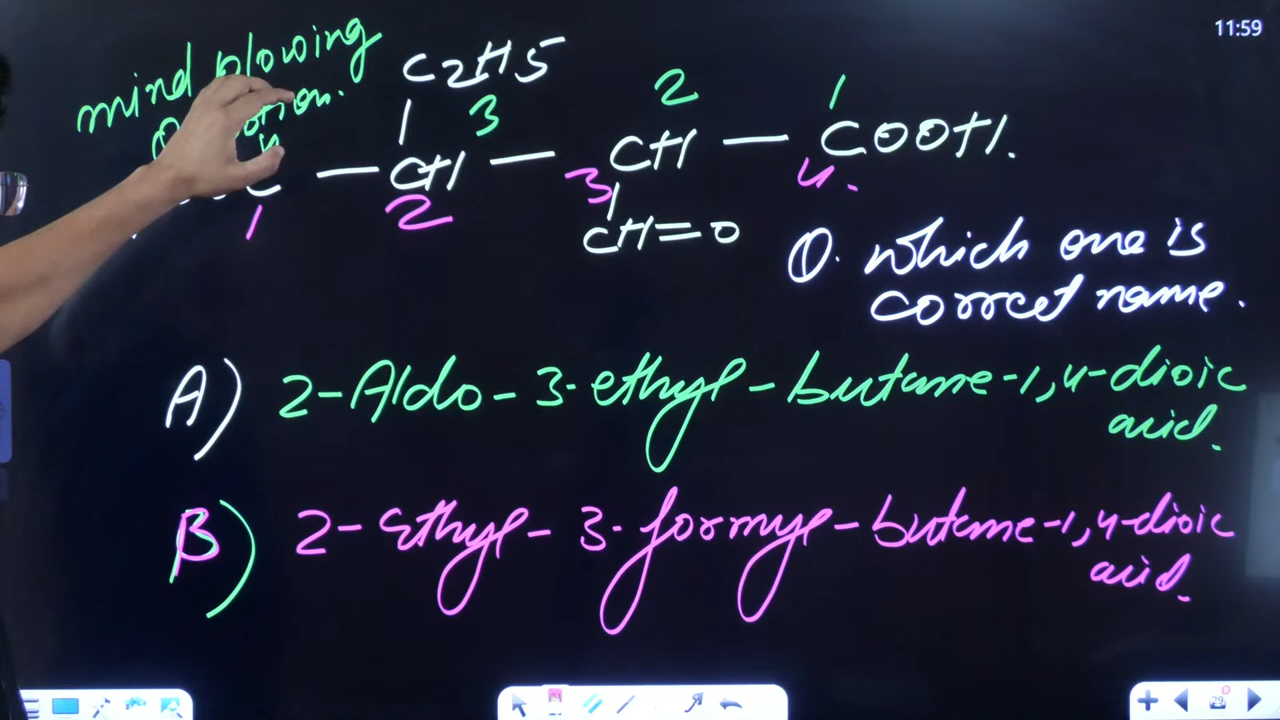 11:59
mind blowing
C2H5
3 2 1
— CH — CH — COOH.
1 2 3 4.
CH=O
Q. which one is
correct name.
A) 2-Aldo-3-ethyl-butane-1,4-dioic
acid.
B) 2-Ethyl-3-formyl-butane-1,4-dioic
acid.
29